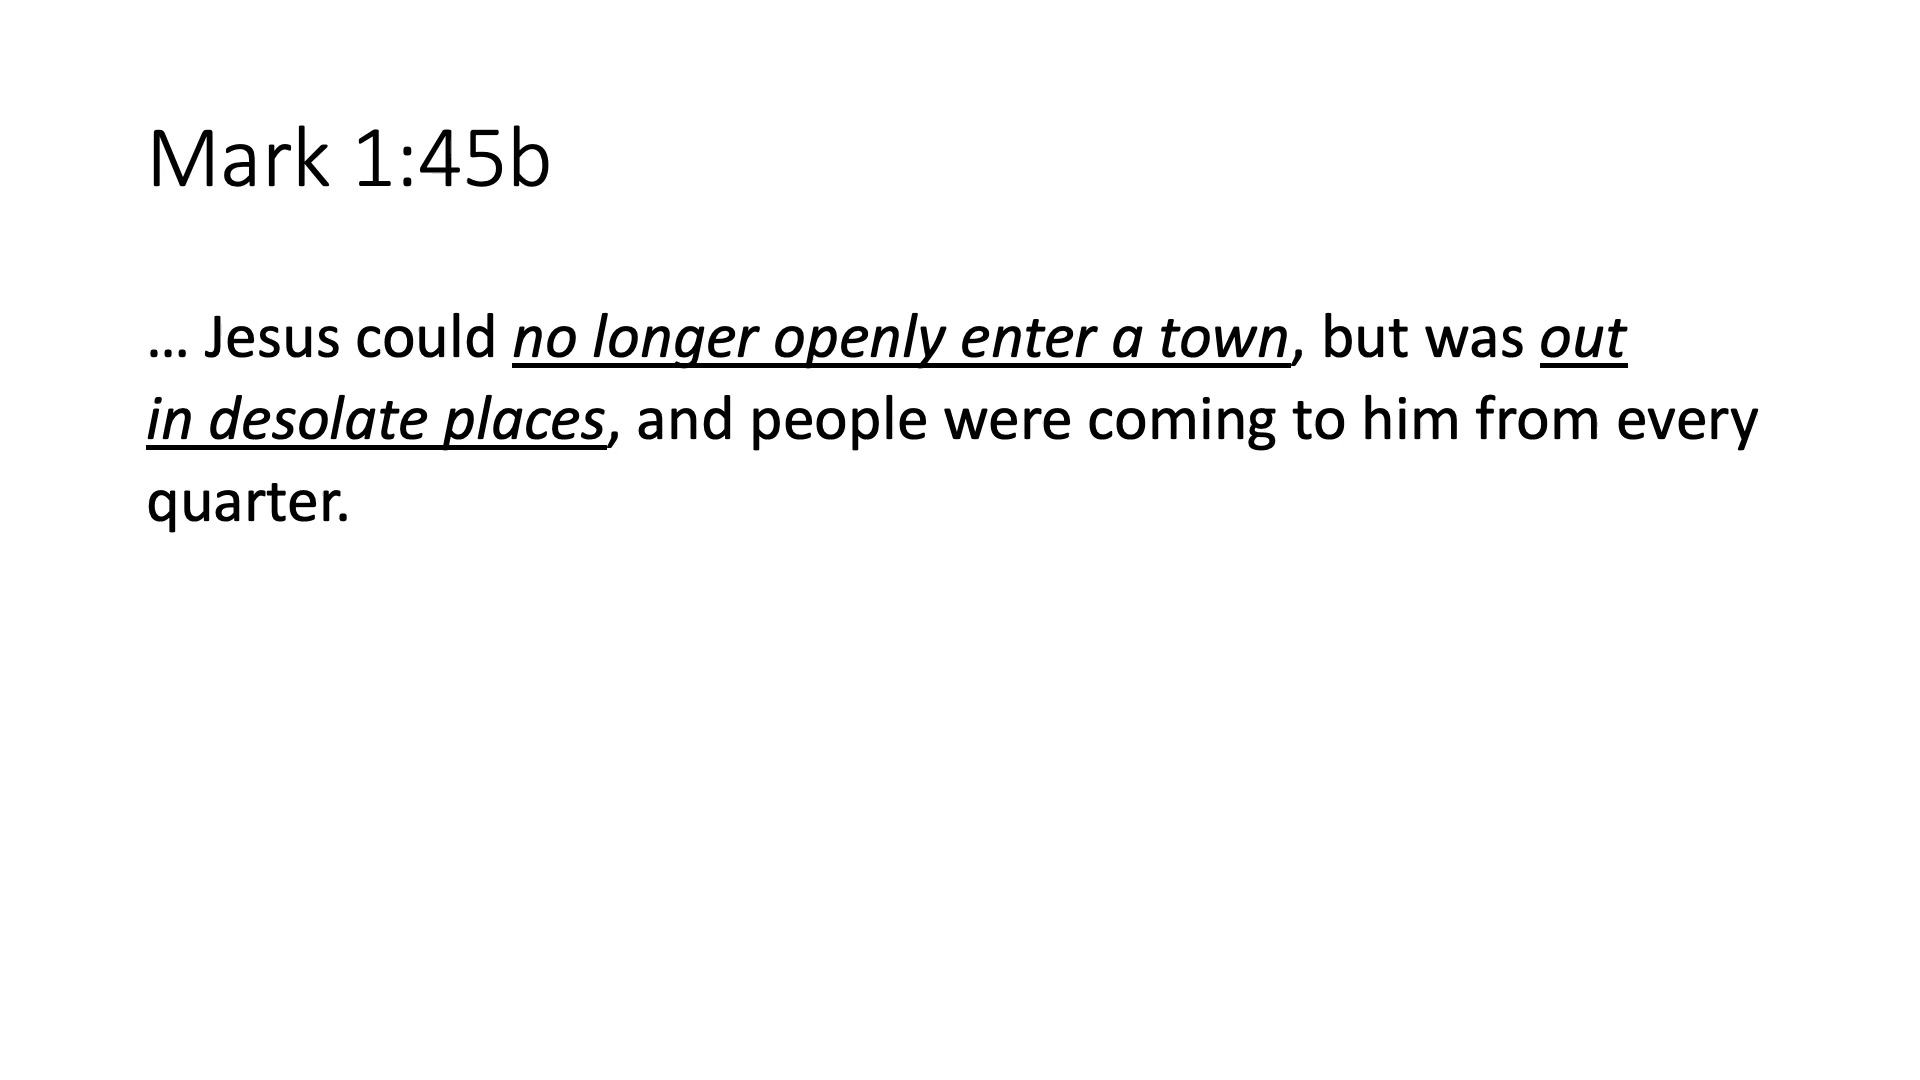 Mark 1:45b
… Jesus could no longer openly enter a town, but was out
in desolate places, and people were coming to him from every
quarter.